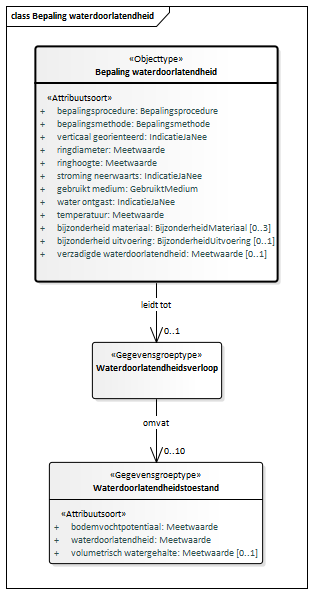 class Bepaling waterdoorlatendheid
«Objecttype»
Bepaling waterdoorlatendheid
«Attribuutsoort»
+ bepalingsprocedure: Bepalingsprocedure
+ bepalingsmethode: Bepalingsmethode
+ verticaal georienteerd: IndicatieJaNee
+ ringdiameter: Meetwaarde
+ ringhoogte: Meetwaarde
+ stroming neerwaarts: IndicatieJaNee
+ gebruikt medium: GebruiktMedium
+ water ontgast: IndicatieJaNee
+ temperatuur: Meetwaarde
+ bijzonderheid materiaal: BijzonderheidMateriaal [0..3]
+ bijzonderheid uitvoering: BijzonderheidUitvoering [0..1]
+ verzadigde waterdoorlatendheid: Meetwaarde [0..1]
leidt tot
0..1
«Gegevensgroeptype»
Waterdoorlatendheidsverloop
omvat
0..10
«Gegevensgroeptype»
Waterdoorlatendheidstoestand
«Attribuutsoort»
+ bodemvochtpotentiaal: Meetwaarde
+ waterdoorlatendheid: Meetwaarde
+ volumetrisch watergehalte: Meetwaarde [0..1]